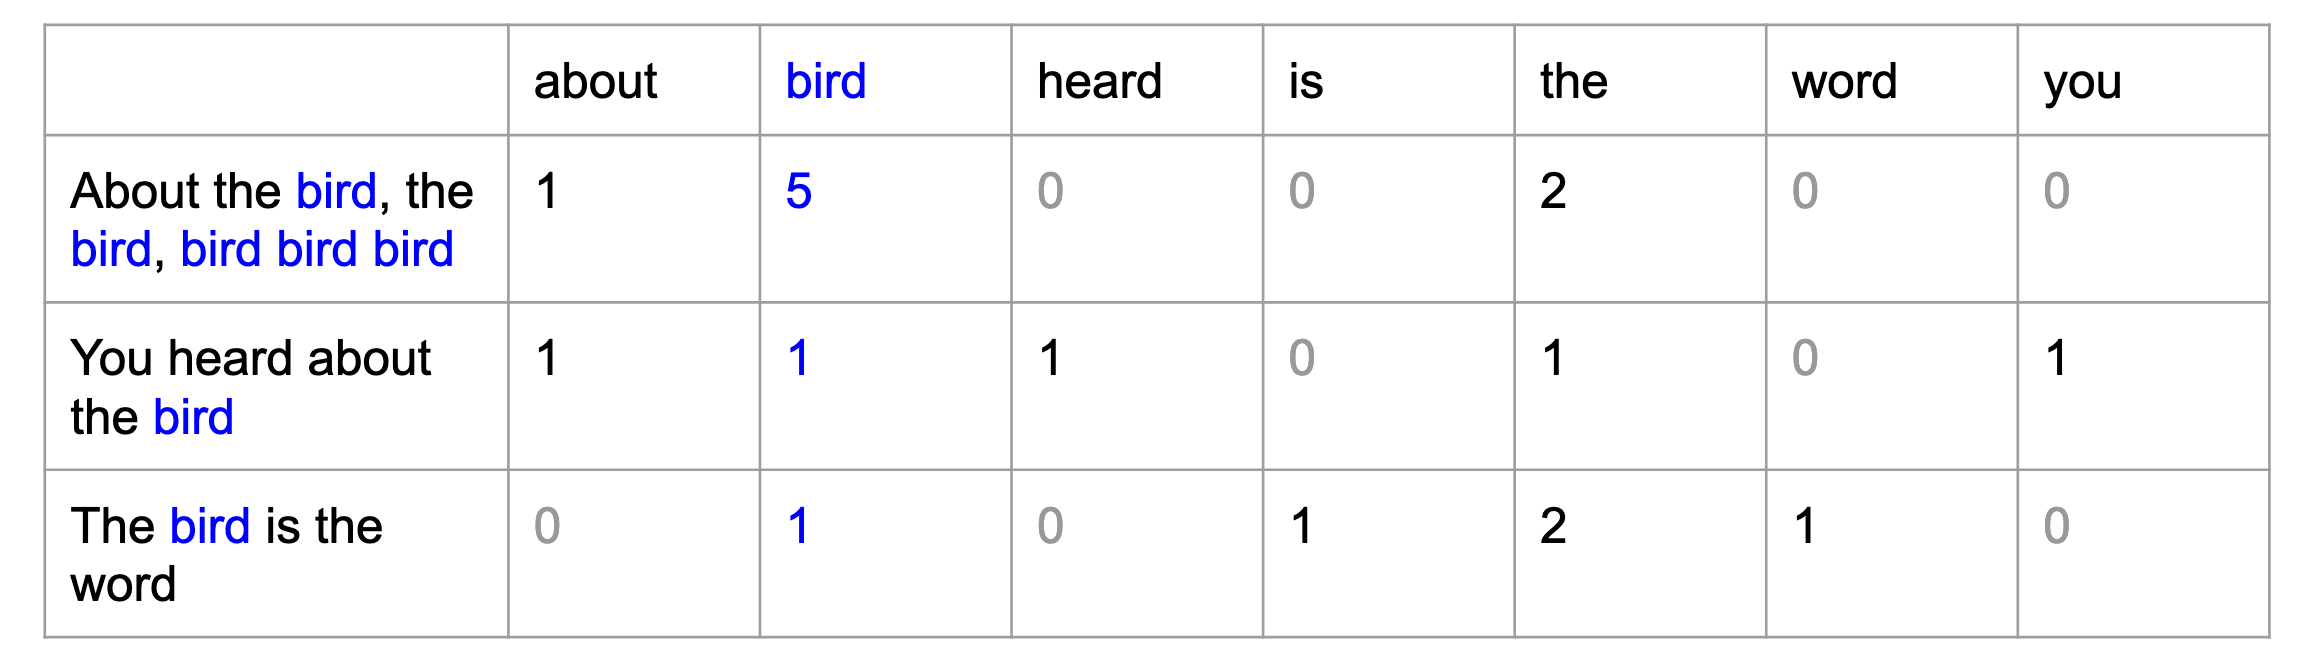 about bird heard is the word you
About the bird, the 1 5 0 0 2 0 0
bird, bird bird bird
You heard about 1 1 1 0 1 0 1
the bird
The bird is the 0 1 0 1 2 1 0
word